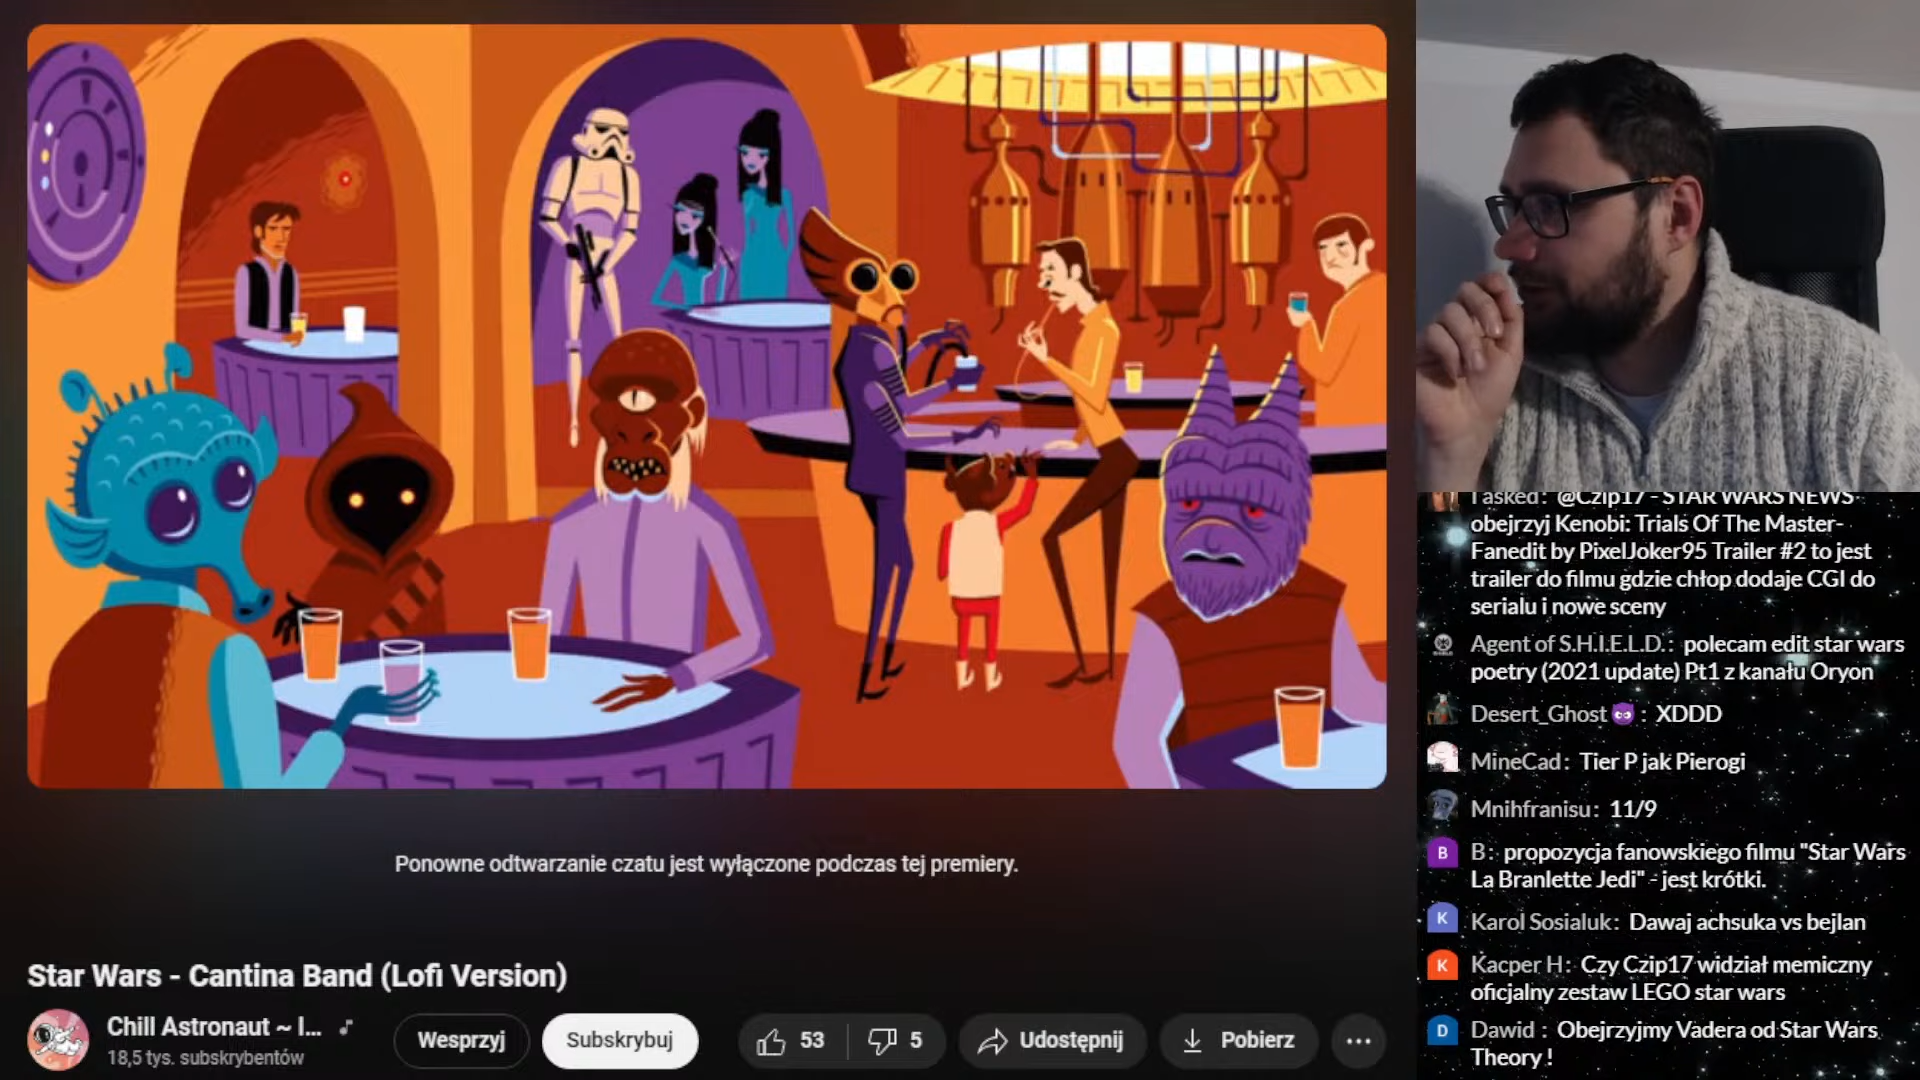 Ponowne odtwarzanie czatu jest wyłączone podczas tej premiery.
Star Wars - Cantina Band (Lofi Version)
Chill Astronaut ~ l...
18,5 tys. subskrybentów
Wesprzyj
Subskrybuj
53
5
Udostępnij
Pobierz
asked: @Czip17 - STAR WARS NEWS
obejrzyj Kenobi: Trials Of The Master-
Fanedit by PixelJoker95 Trailer #2 to jest
trailer do filmu gdzie chłop dodaje CGI do
serialu i nowe sceny
Agent of S.H.I.E.L.D.: polecam edit star wars
poetry (2021 update) Pt1 z kanału Oryon
Desert_Ghost : XDDD
MineCad: Tier P jak Pierogi
Mnihfranisu: 11/9
B B: propozycja fanowskiego filmu "Star Wars
La Branlette Jedi" - jest krótki.
K Karol Sosialuk: Dawaj achsuka vs bejlan
K Kacper H: Czy Czip17 widział memiczny
oficjalny zestaw LEGO star wars
D Dawid : Obejrzyjmy Vadera od Star Wars
Theory !